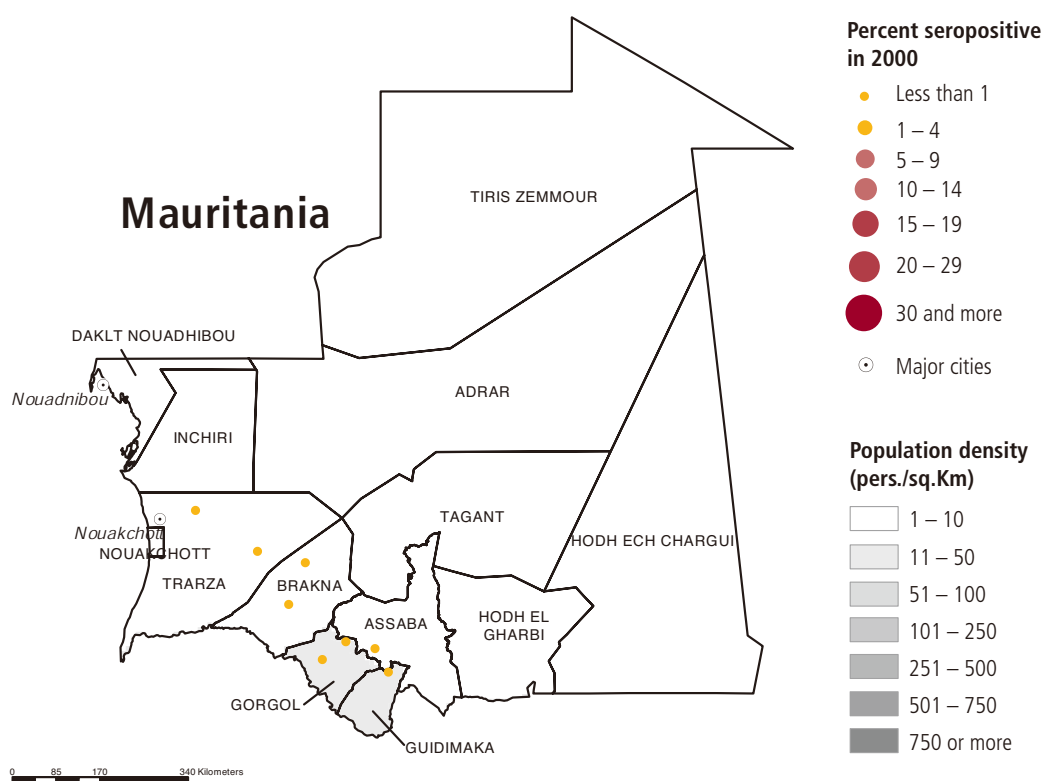 Mauritania
TIRIS ZEMMOUR
DAKLT NOUADHIBOU
Nouadnibou
INCHIRI
ADRAR
TAGANT
HODH ECH CHARGUI
Nouakchott
NOUAKCHOTT
TRARZA
BRAKNA
ASSABA
HODH EL
GHARBI
GORGOL
GUIDIMAKA
0 85 170 340 Kilometers
Percent seropositive
in 2000
Less than 1
1 – 4
5 – 9
10 – 14
15 – 19
20 – 29
30 and more
Major cities
Population density
(pers./sq.Km)
1 – 10
11 – 50
51 – 100
101 – 250
251 – 500
501 – 750
750 or more